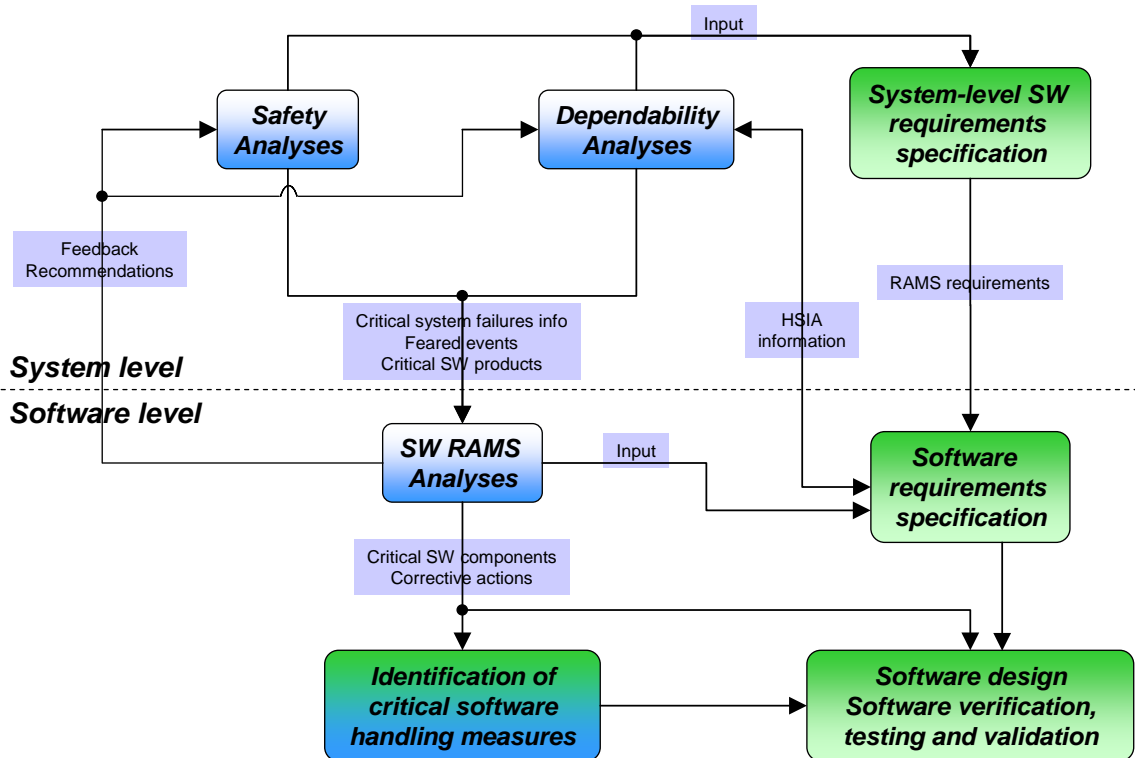 Input
Safety
Analyses
Dependability
Analyses
System-level SW
requirements
specification
Feedback
Recommendations
RAMS requirements
Critical system failures info
Feared events
Critical SW products
HSIA
information
System level
Software level
SW RAMS
Analyses
Input
Software
requirements
specification
Critical SW components
Corrective actions
Identification of
critical software
handling measures
Software design
Software verification,
testing and validation